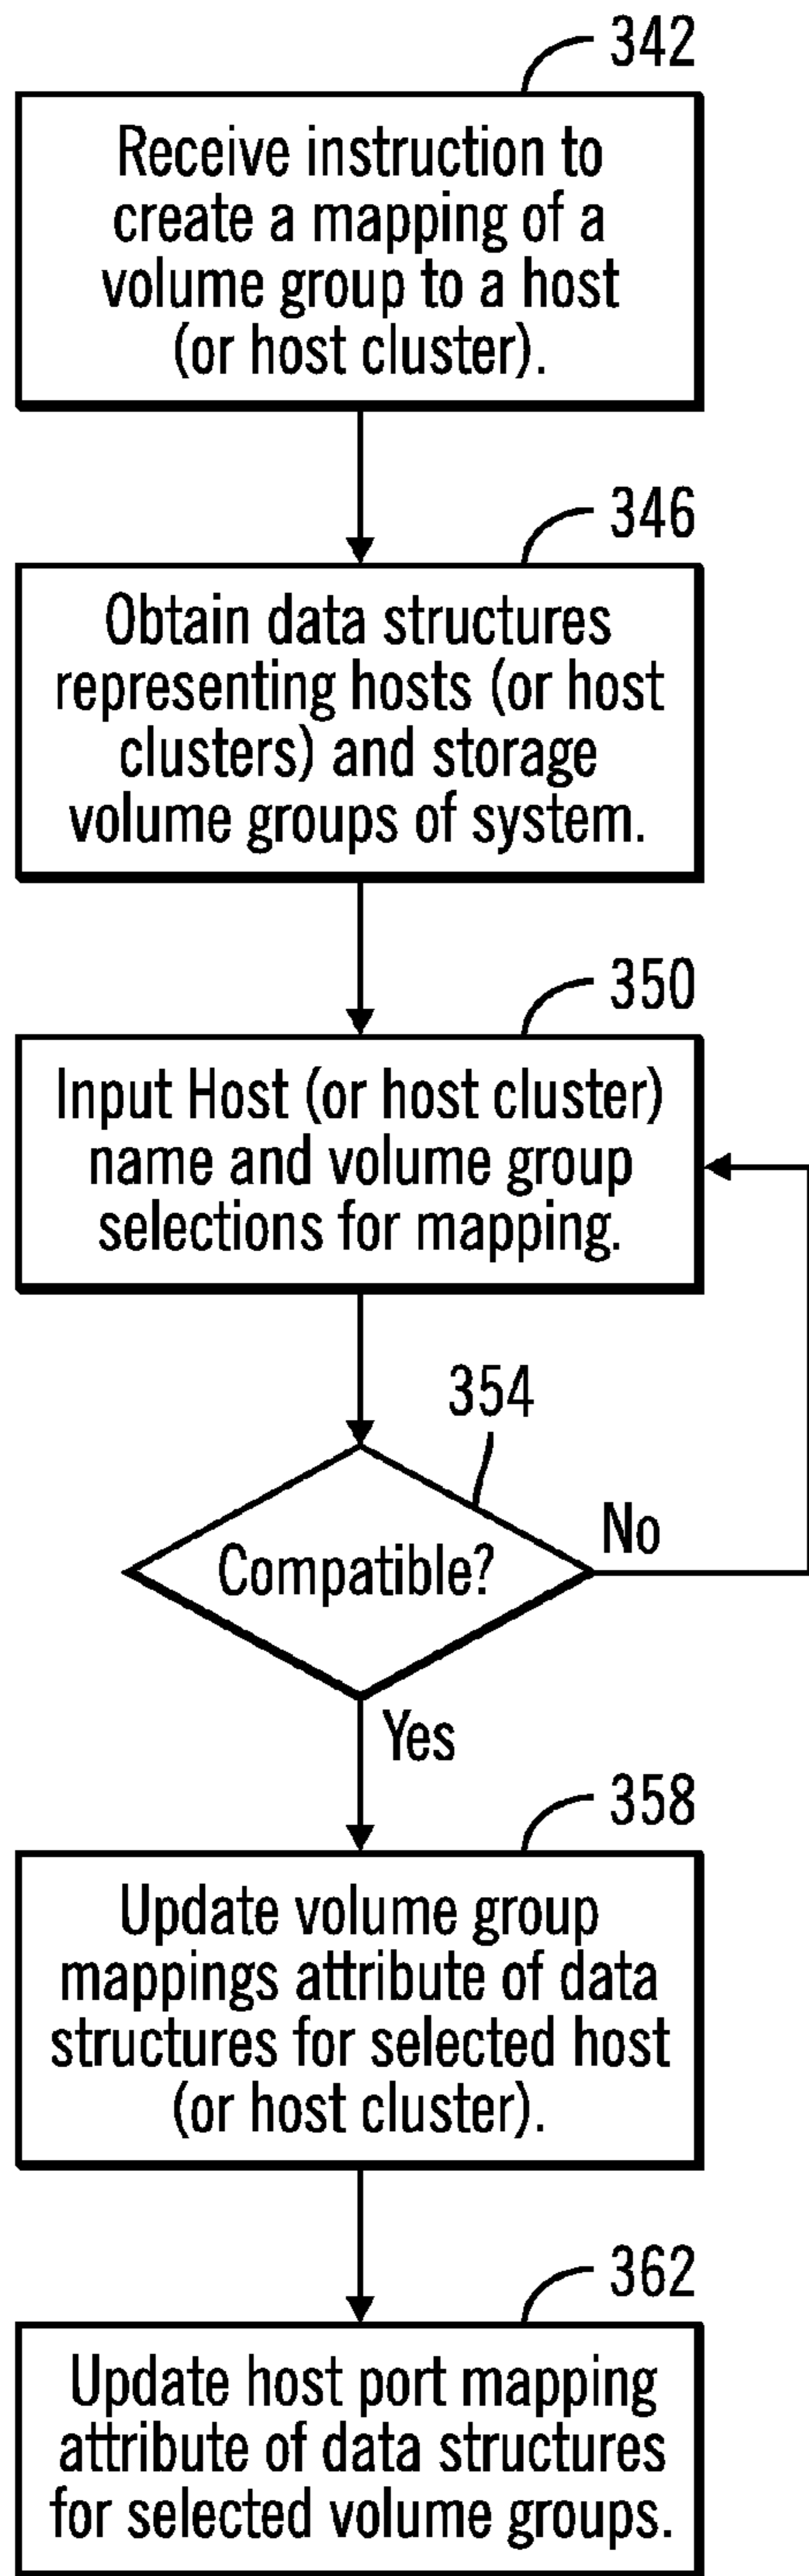 342
Receive instruction to
create a mapping of a
volume group to a host
(or host cluster).
346
Obtain data structures
representing hosts (or host
clusters) and storage
volume groups of system.
350
Input Host (or host cluster)
name and volume group
selections for mapping.
354
Compatible?
No
Yes
358
Update volume group
mappings attribute of data
structures for selected host
(or host cluster).
362
Update host port mapping
attribute of data structures
for selected volume groups.